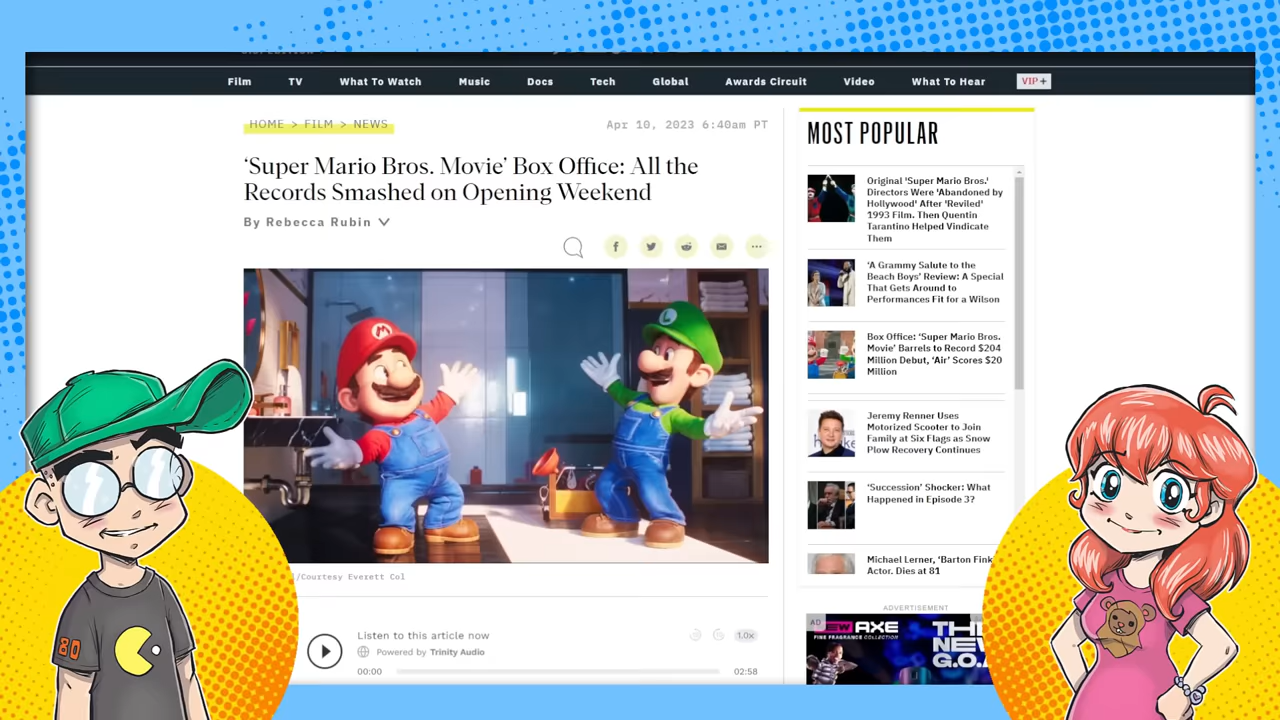 Film TV What To Watch Music Docs Tech Global Awards Circuit Video What To Hear VIP+
HOME > FILM > NEWS
Apr 10, 2023 6:40am PT
‘Super Mario Bros. Movie’ Box Office: All the
Records Smashed on Opening Weekend
By Rebecca Rubin
M
L
/Courtesy Everett Col
Listen to this article now
Powered by Trinity Audio
1.0x
00:00
02:58
MOST POPULAR
Original 'Super Mario Bros.'
Directors Were 'Abandoned by
Hollywood' After 'Reviled'
1993 Film. Then Quentin
Tarantino Helped Vindicate
Them
‘A Grammy Salute to the
Beach Boys’ Review: A Special
That Gets Around to
Performances Fit for a Wilson
Box Office: ‘Super Mario Bros.
Movie’ Barrels to Record $204
Million Debut, ‘Air’ Scores $20
Million
Jeremy Renner Uses
Motorized Scooter to Join
Family at Six Flags as Snow
Plow Recovery Continues
‘Succession’ Shocker: What
Happened in Episode 3?
Michael Lerner, ‘Barton Fink
Actor, Dies at 81
ADVERTISEMENT
AD
NEW AXE
FINE FRAGRANCE COLLECTION
NEW
G.O.
80